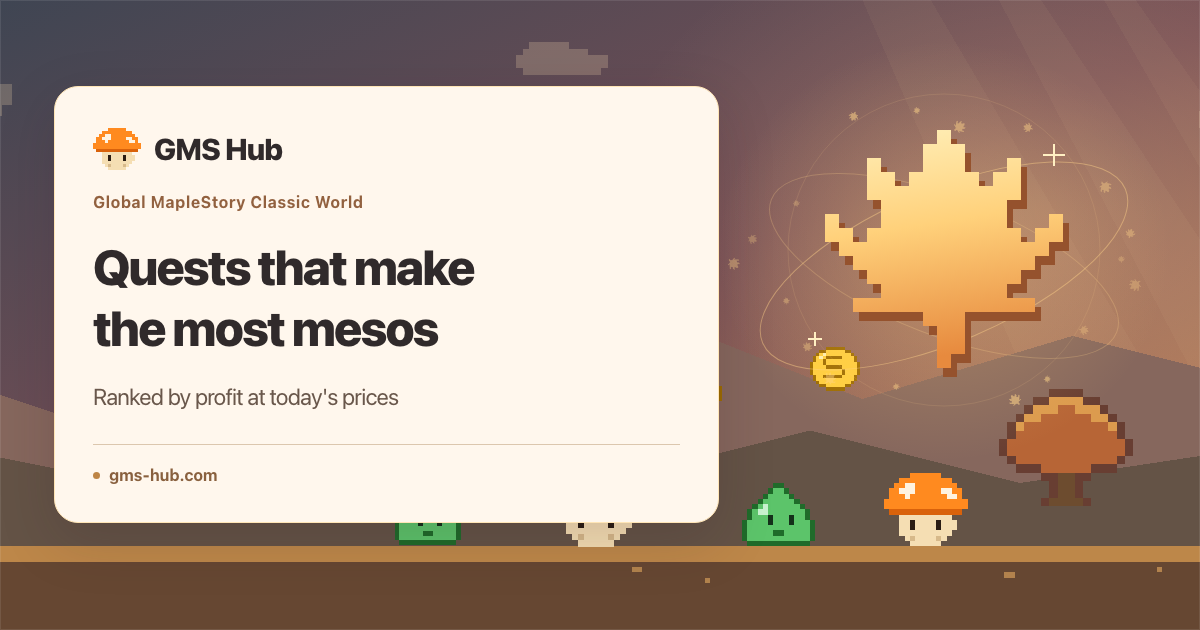 GMS Hub
Global MapleStory Classic World
Quests that make
the most mesos
Ranked by profit at today's prices
gms-hub.com